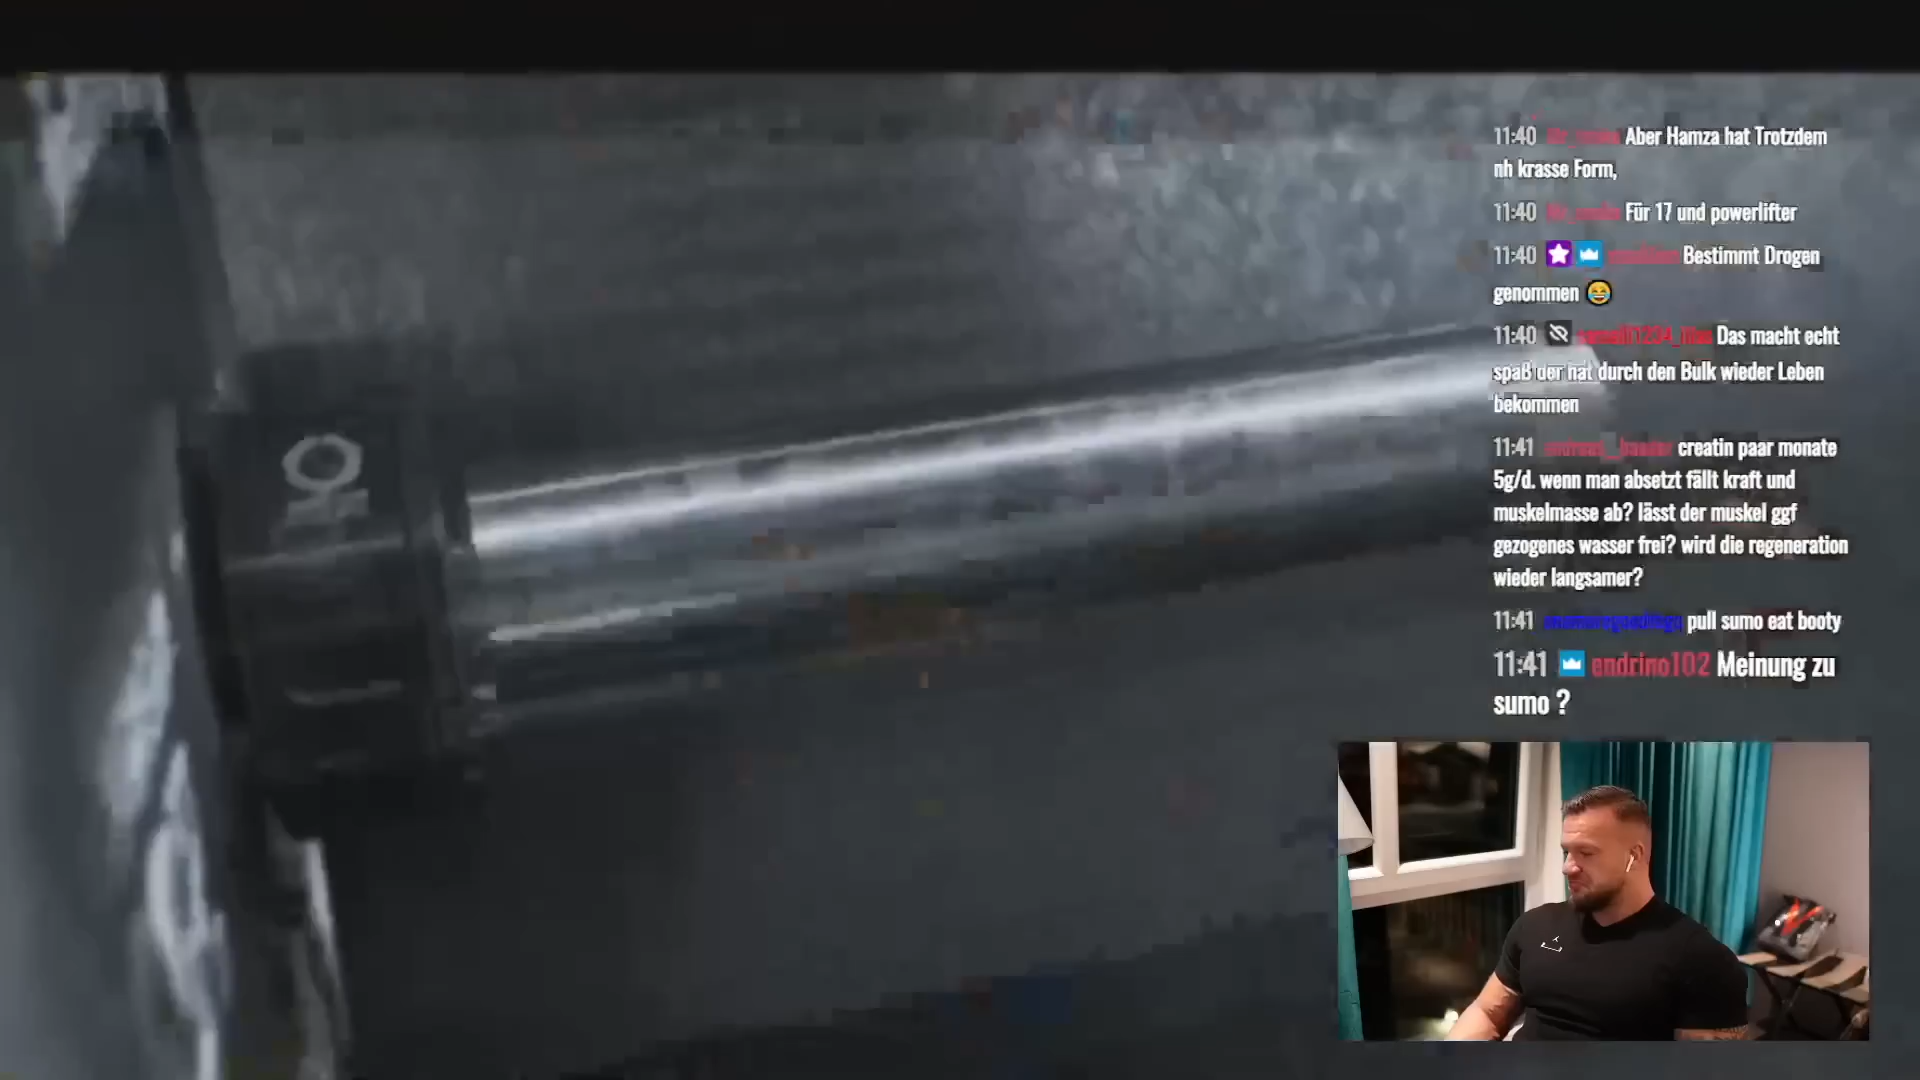 11:40 Aber Hamza hat Trotzdem
nh krasse Form,
11:40 Für 17 und powerlifter
11:40 Bestimmt Drogen
genommen 😂
11:40 Das macht echt
spaß der hat durch den Bulk wieder Leben
bekommen
11:41 creatin paar monate
5g/d. wenn man absetzt fällt kraft und
muskelmasse ab? lässt der muskel ggf
gezogenes wasser frei? wird die regeneration
wieder langsamer?
11:41 pull sumo eat booty
11:41 endrino102 Meinung zu
sumo ?